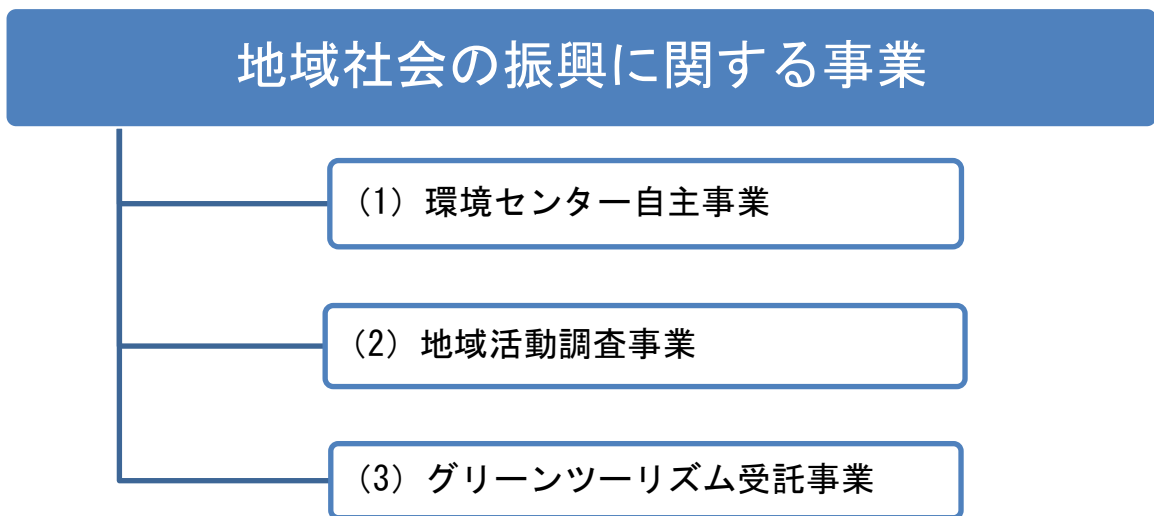 地域社会の振興に関する事業
(1) 環境センター自主事業
(2) 地域活動調査事業
(3) グリーンツーリズム受託事業